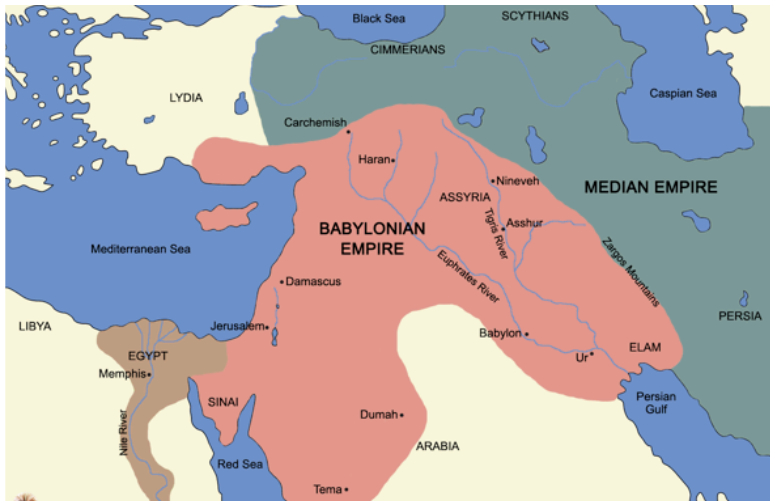 Black Sea
SCYTHIANS
CIMMERIANS
LYDIA
Caspian Sea
Carchemish
Haran
Nineveh
MEDIAN EMPIRE
ASSYRIA
Asshur
Tigris River
BABYLONIAN
EMPIRE
Zargos Mountains
Mediterranean Sea
Euphrates River
Damascus
LIBYA
Jerusalem
Babylon
PERSIA
EGYPT
Memphis
Ur
ELAM
SINAI
Persian
Gulf
Dumah
Nile River
ARABIA
Red Sea
Tema